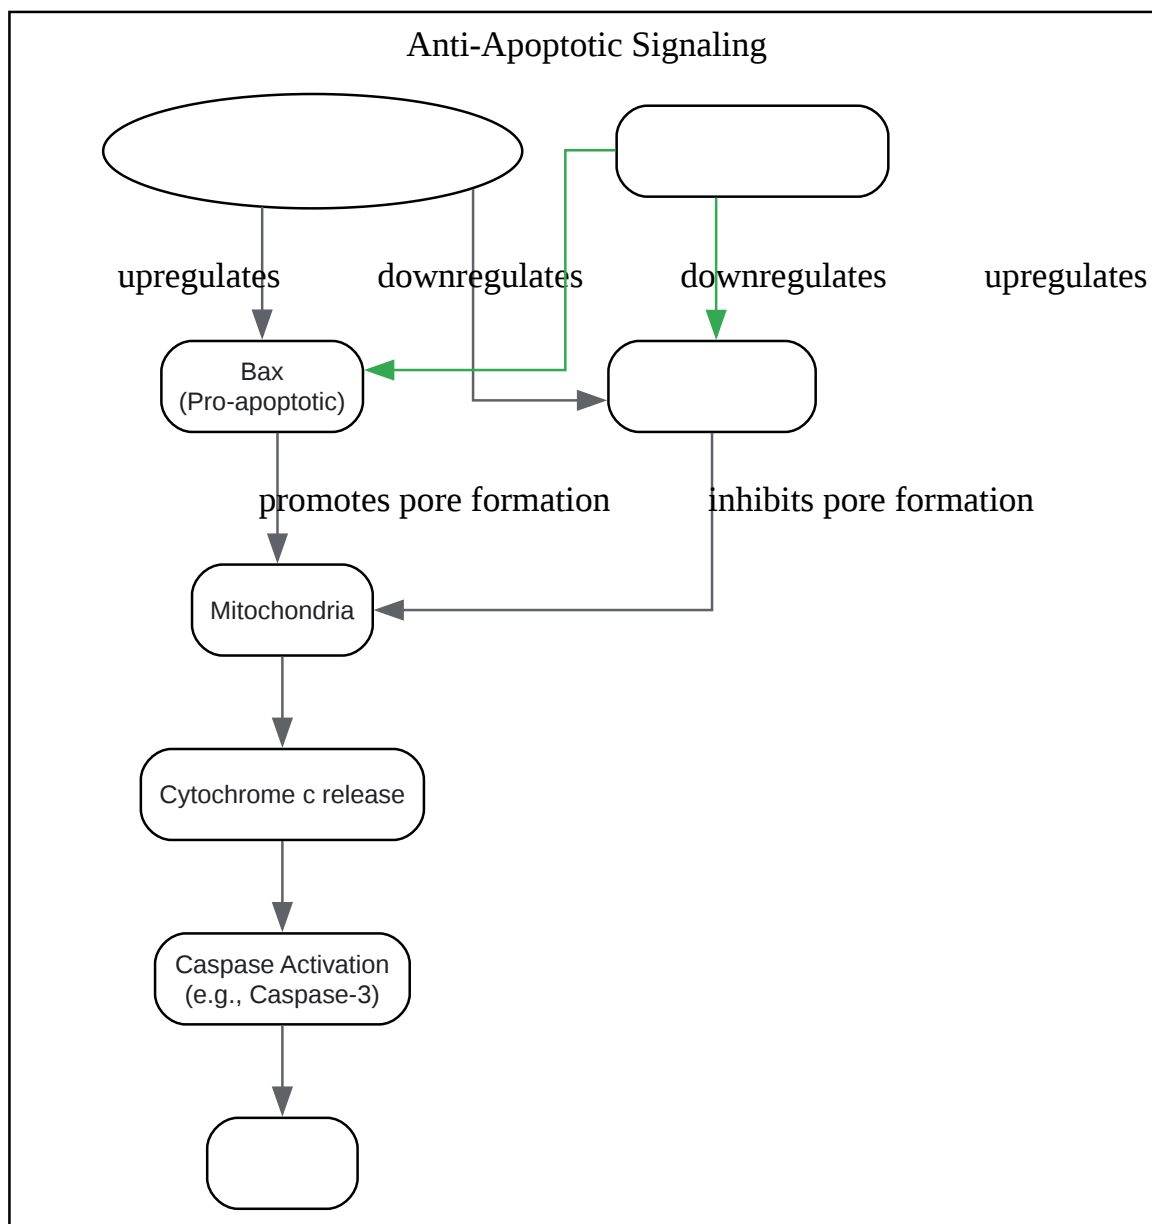 Anti-Apoptotic Signaling
upregulates
downregulates
downregulates
upregulates
Bax
(Pro-apoptotic)
promotes pore formation
inhibits pore formation
Mitochondria
Cytochrome c release
Caspase Activation
(e.g., Caspase-3)